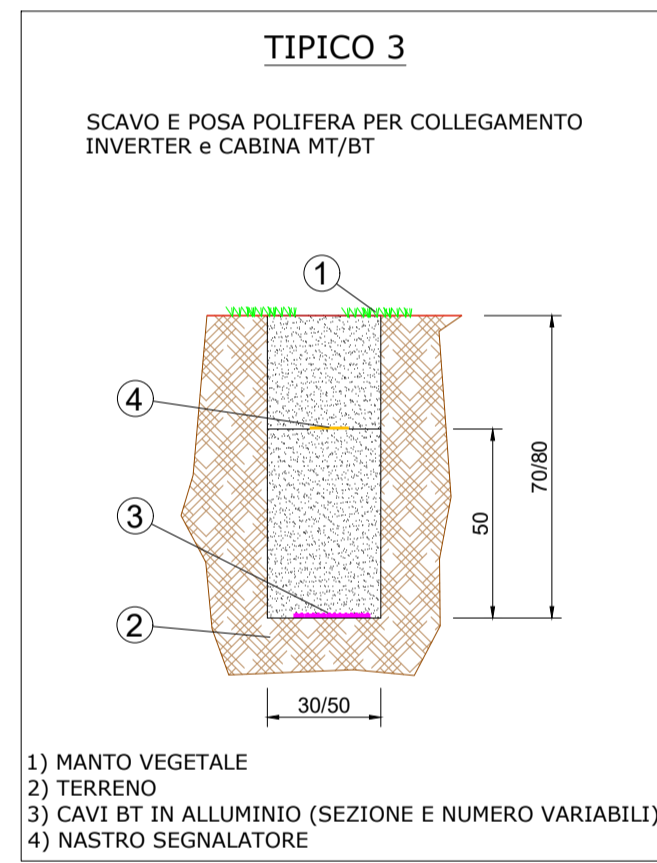 TIPICO 3
SCAVO E POSA POLIFERA PER COLLEGAMENTO
INVERTER e CABINA MT/BT
1
4
3
2
70/80
50
30/50
1) MANTO VEGETALE
2) TERRENO
3) CAVI BT IN ALLUMINIO (SEZIONE E NUMERO VARIABILI)
4) NASTRO SEGNALATORE